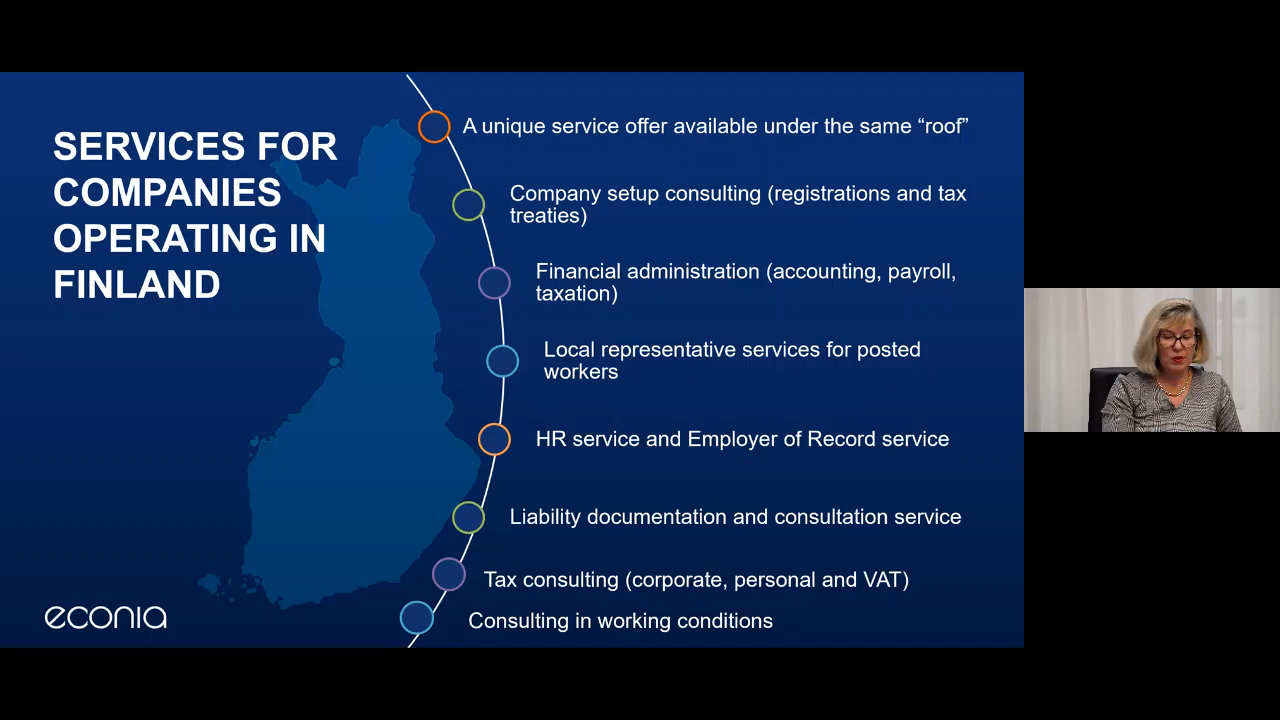 SERVICES FOR
COMPANIES
OPERATING IN
FINLAND
A unique service offer available under the same “roof”
Company setup consulting (registrations and tax
treaties)
Financial administration (accounting, payroll,
taxation)
Local representative services for posted
workers
HR service and Employer of Record service
Liability documentation and consultation service
Tax consulting (corporate, personal and VAT)
Consulting in working conditions
econia